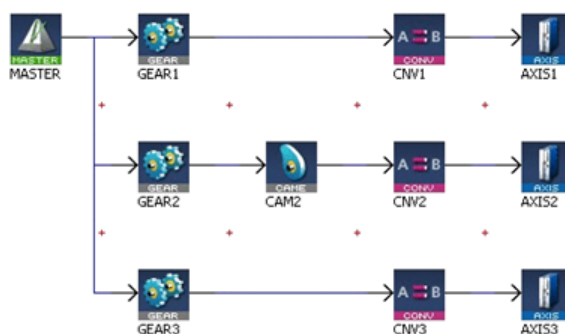 MASTER GEAR A B CONV AXIS
MASTER GEAR1 CNV1 AXIS1
GEAR CAME A B CONV AXIS
GEAR2 CAM2 CNV2 AXIS2
GEAR A B CONV AXIS
GEAR3 CNV3 AXIS3